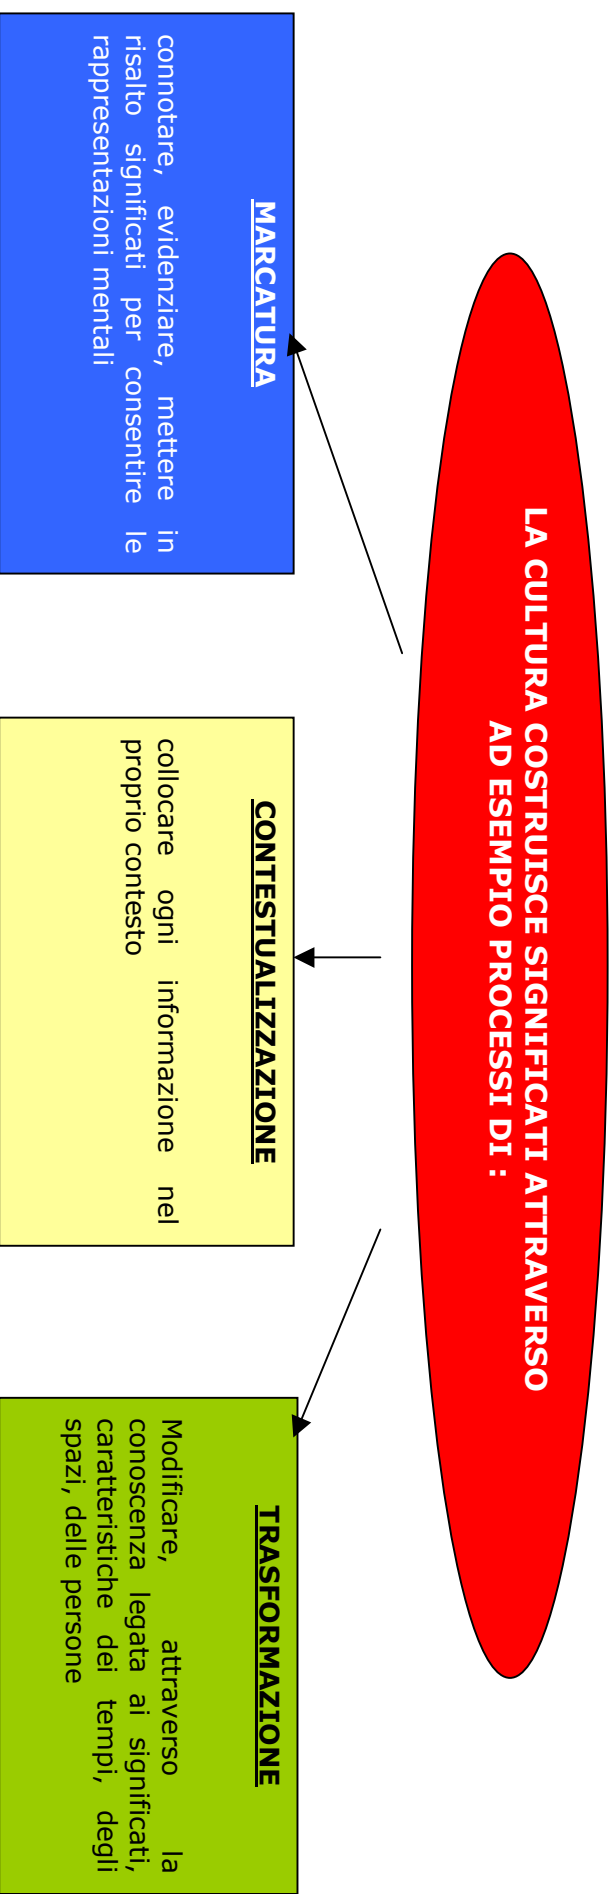 LA CULTURA COSTRUISCE SIGNIFICATI ATTRAVERSO
AD ESEMPIO PROCESSI DI :
MARCATURA
connotare, evidenziare, mettere in
risalto significati per consentire le
rappresentazioni mentali
CONTESTUALIZZAZIONE
collocare ogni informazione nel
proprio contesto
TRASFORMAZIONE
Modificare, attraverso la
conoscenza legata ai significati,
caratteristiche dei tempi, degli
spazi, delle persone